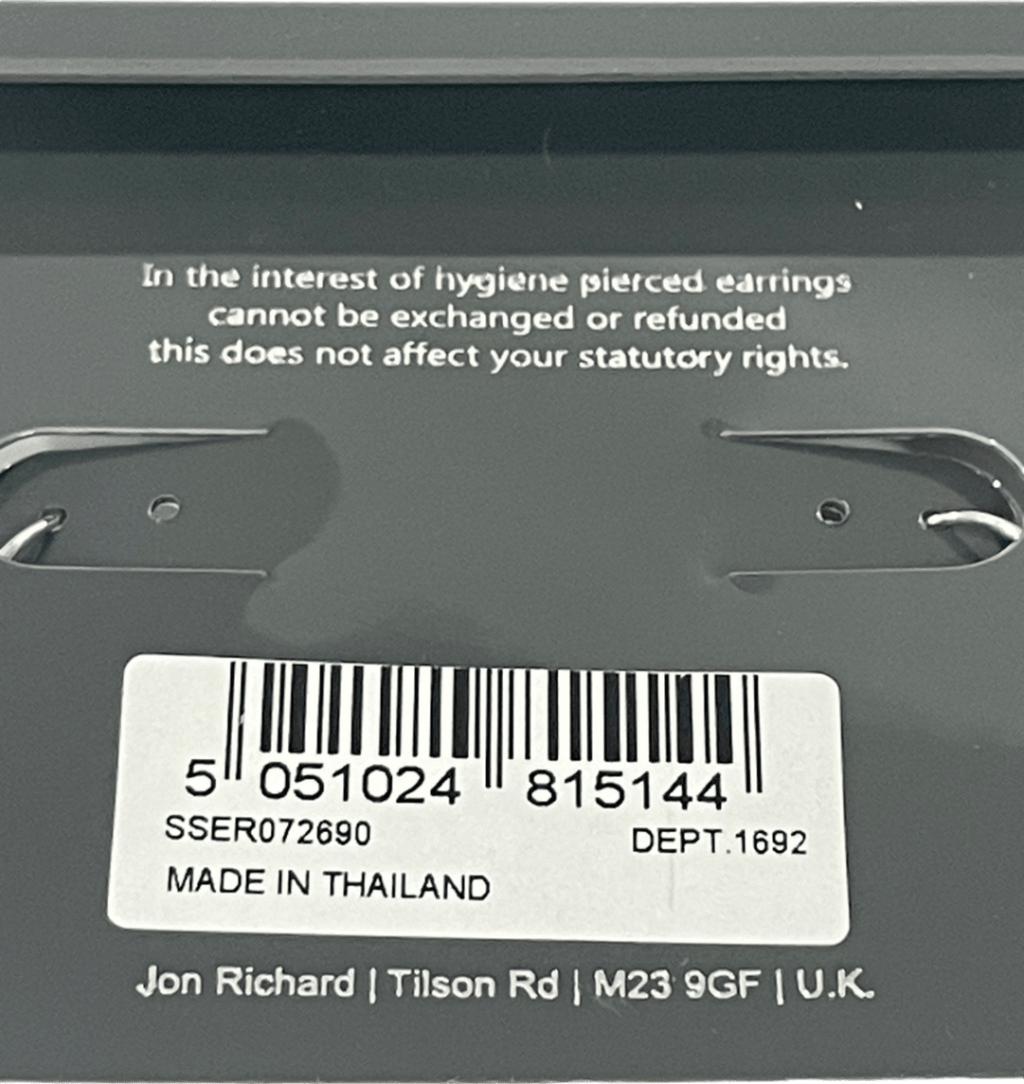 In the interest of hygiene pierced earrings
cannot be exchanged or refunded
this does not affect your statutory rights.
5 051024 815144
SSER072690 DEPT.1692
MADE IN THAILAND
Jon Richard | Tilson Rd | M23 9GF | U.K.